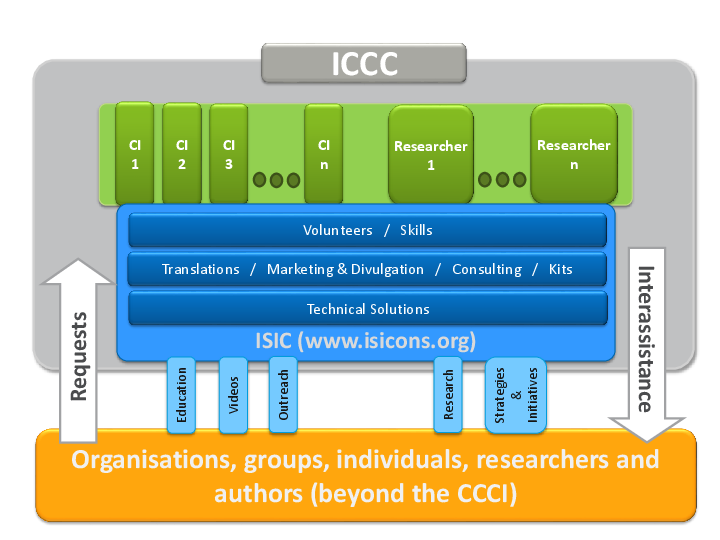 ICCC
CI
1
CI
2
CI
3
CI
n
Researcher
1
Researcher
n
Volunteers / Skills
Translations / Marketing & Divulgation / Consulting / Kits
Technical Solutions
ISIC (www.isicons.org)
Requests
Interassistance
Education
Videos
Outreach
Research
Strategies
&
Initiatives
Organisations, groups, individuals, researchers and
authors (beyond the CCCI)